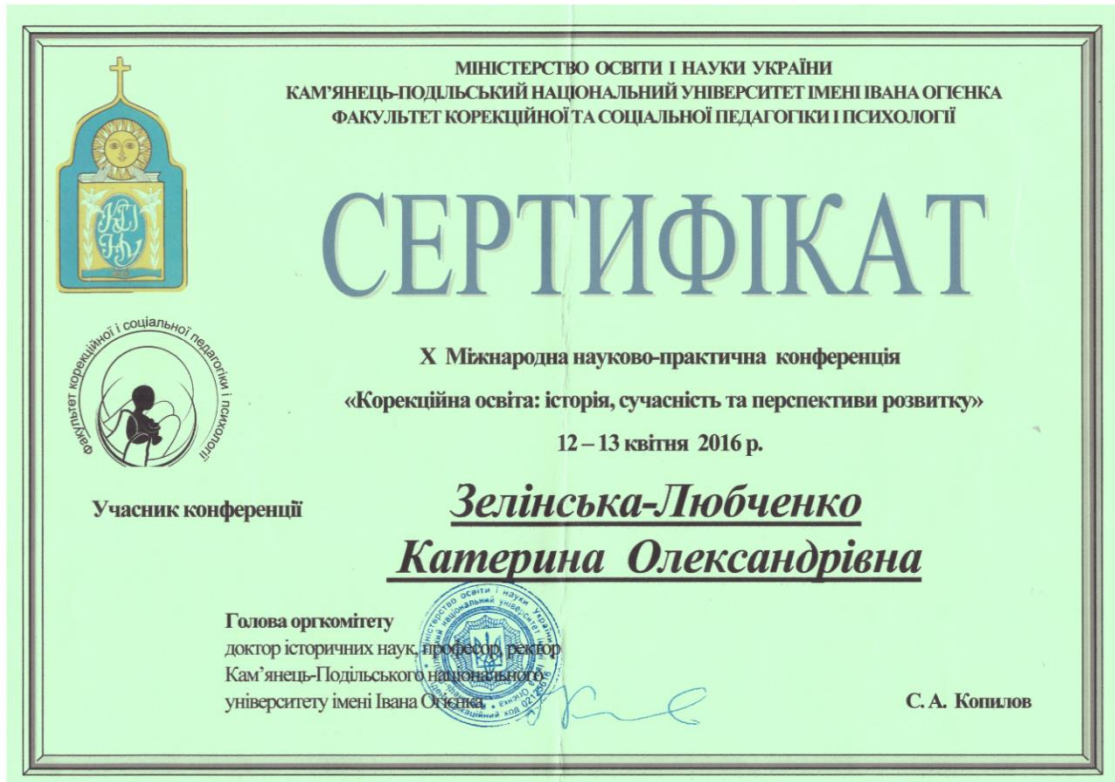 МІНІСТЕРСТВО ОСВІТИ І НАУКИ УКРАЇНИ
КАМ’ЯНЕЦЬ-ПОДІЛЬСЬКИЙ НАЦІОНАЛЬНИЙ УНІВЕРСИТЕТ ІМЕНІ ІВАНА ОГІЄНКА
ФАКУЛЬТЕТ КОРЕКЦІЙНОЇ ТА СОЦІАЛЬНОЇ ПЕДАГОГІКИ І ПСИХОЛОГІЇ
СЕРТИФІКАТ
факультет корекційної і соціальної педагогіки і психології
X Міжнародна науково-практична конференція
«Корекційна освіта: історія, сучасність та перспективи розвитку»
12 – 13 квітня 2016 р.
Учасник конференції
Зелінська-Любченко
Катерина Олександрівна
Голова оргкомітету
доктор історичних наук, професор, ректор
Кам’янець-Подільського національного
університету імені Івана Огієнка
С. А. Копилов